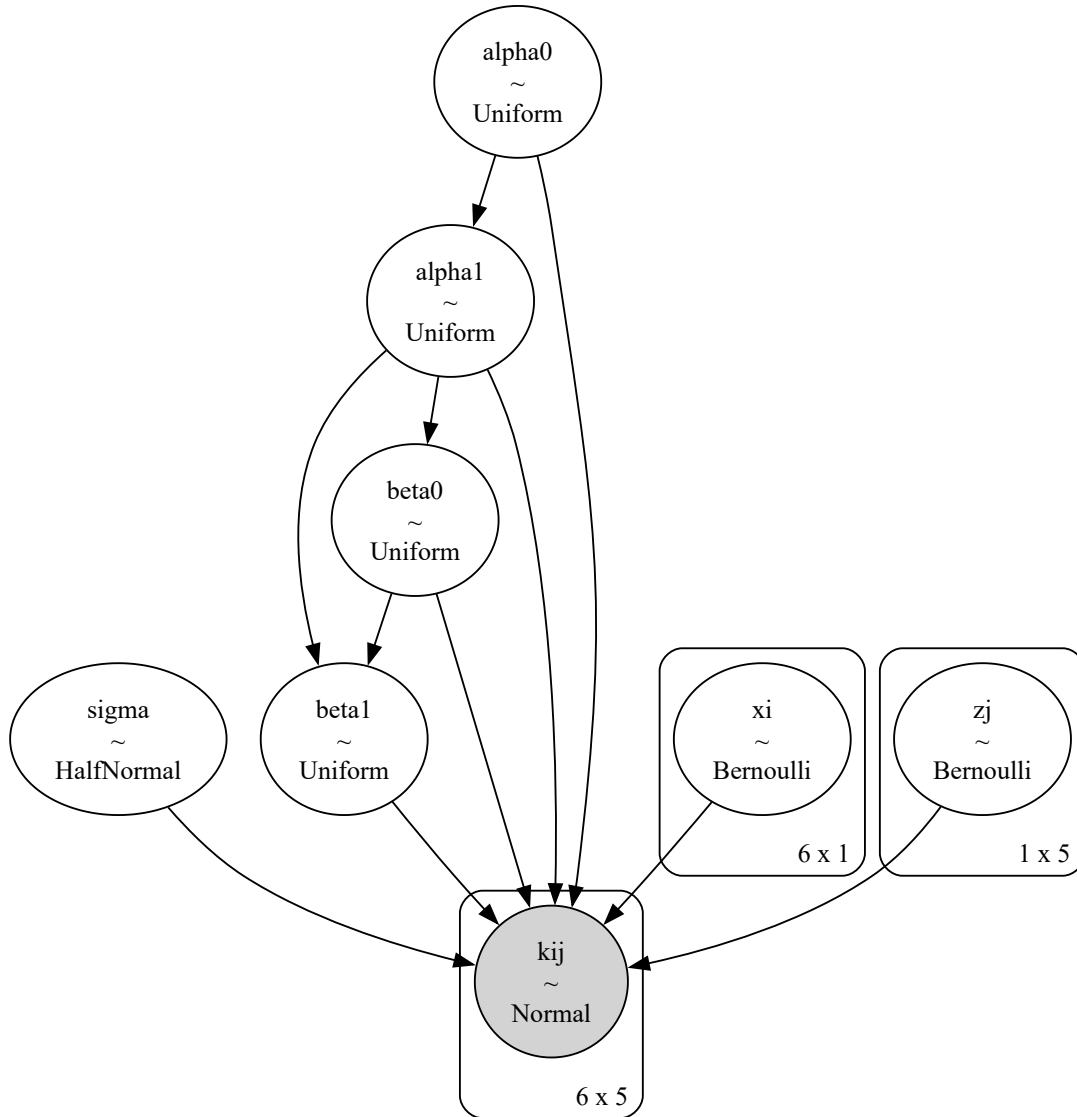 alpha0
~
Uniform
alpha1
~
Uniform
beta0
~
Uniform
sigma
~
HalfNormal
beta1
~
Uniform
xi
~
Bernoulli
6 x 1
zj
~
Bernoulli
1 x 5
kij
~
Normal
6 x 5